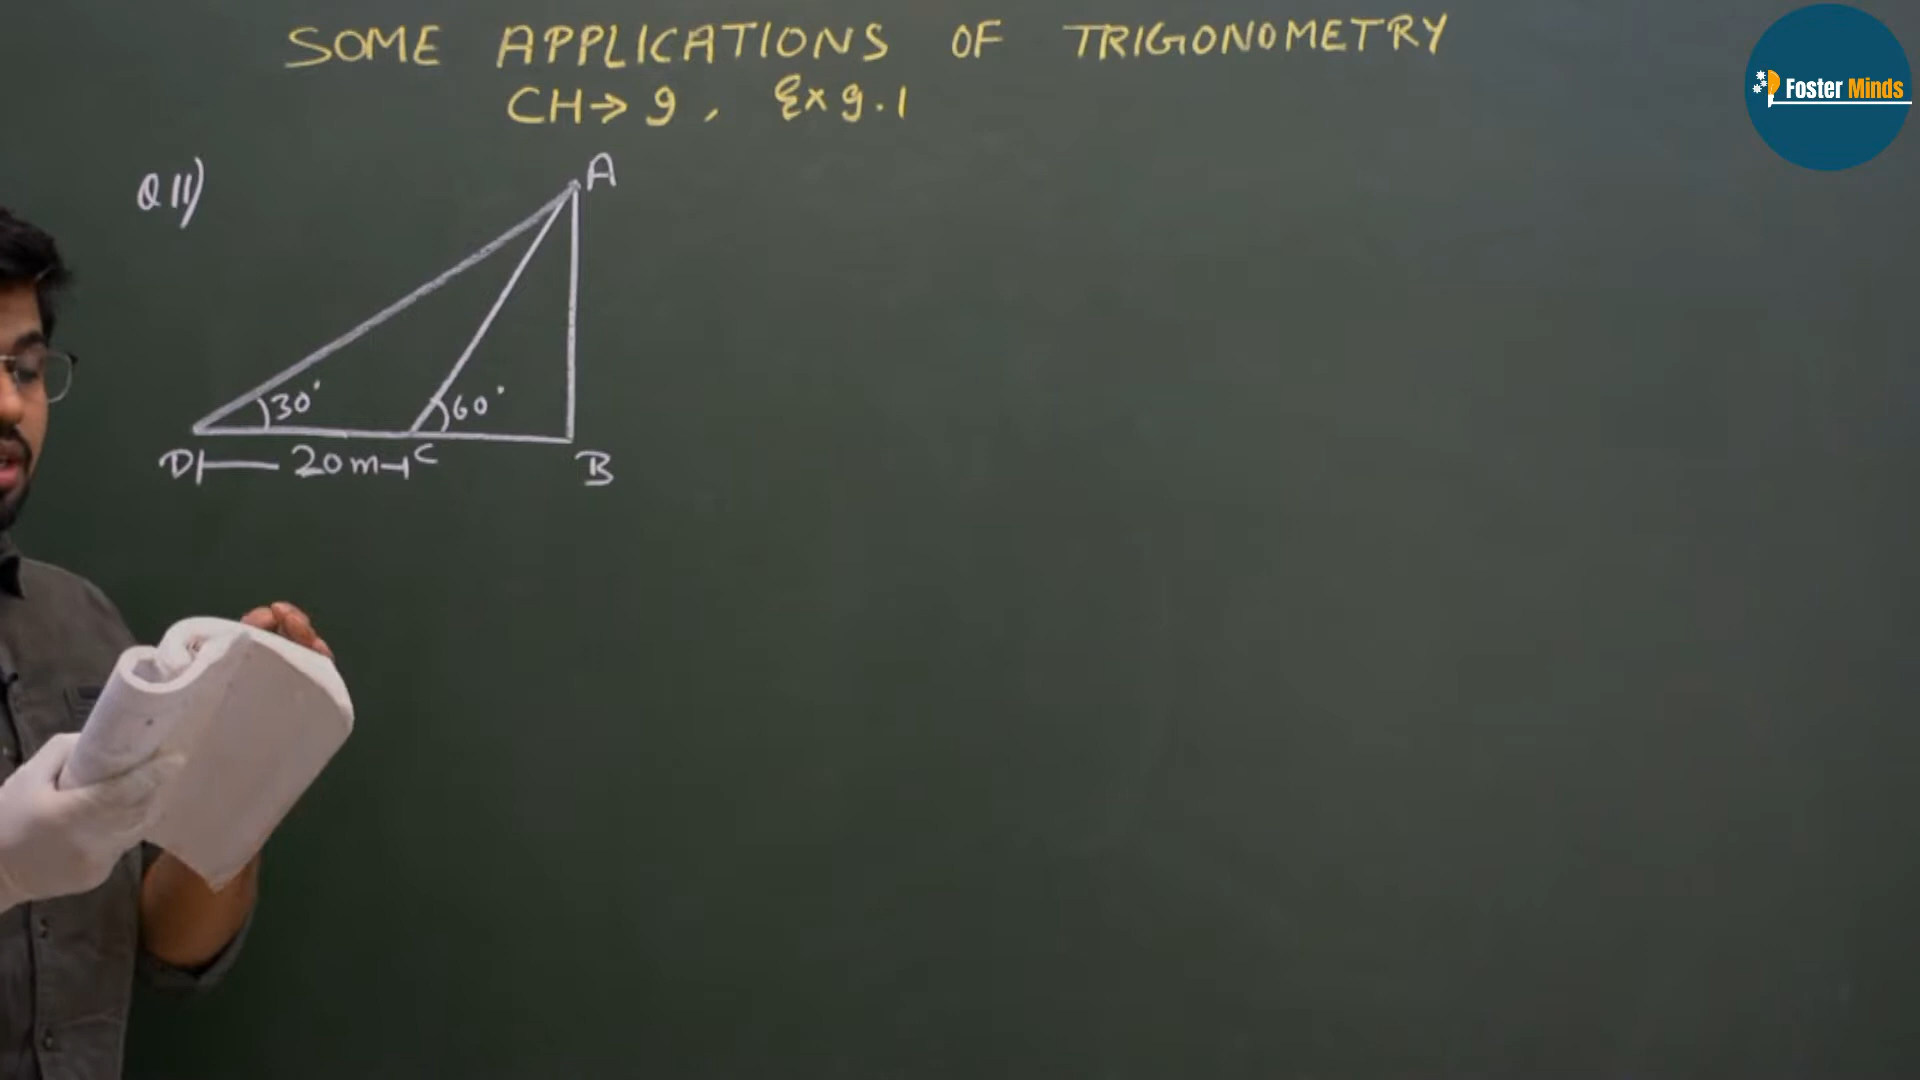 SOME APPLICATIONS OF TRIGONOMETRY
CH→9, Ex 9.1
Foster Minds
Q 11)
A
30°
60°
D 20m C
B